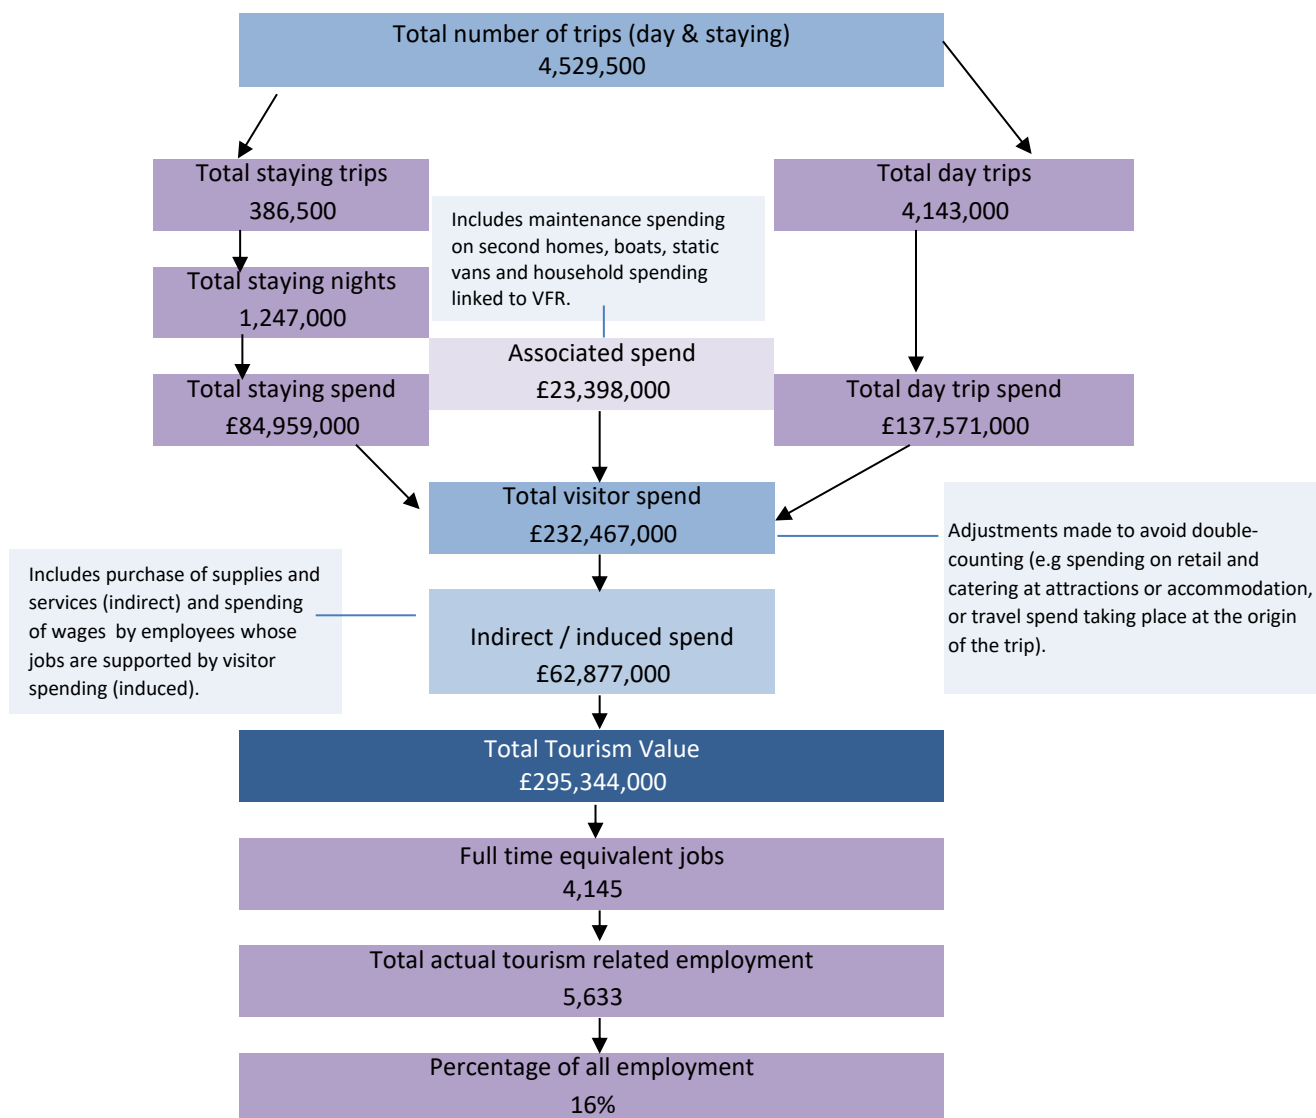 Total number of trips (day & staying)
4,529,500
Total staying trips
386,500
Total day trips
4,143,000
Includes maintenance spending
on second homes, boats, static
vans and household spending
linked to VFR.
Total staying nights
1,247,000
Associated spend
£23,398,000
Total staying spend
£84,959,000
Total day trip spend
£137,571,000
Total visitor spend
£232,467,000
Adjustments made to avoid double-
counting (e.g spending on retail and
catering at attractions or accommodation,
or travel spend taking place at the origin
of the trip).
Includes purchase of supplies and
services (indirect) and spending
of wages by employees whose
jobs are supported by visitor
spending (induced).
Indirect / induced spend
£62,877,000
Total Tourism Value
£295,344,000
Full time equivalent jobs
4,145
Total actual tourism related employment
5,633
Percentage of all employment
16%